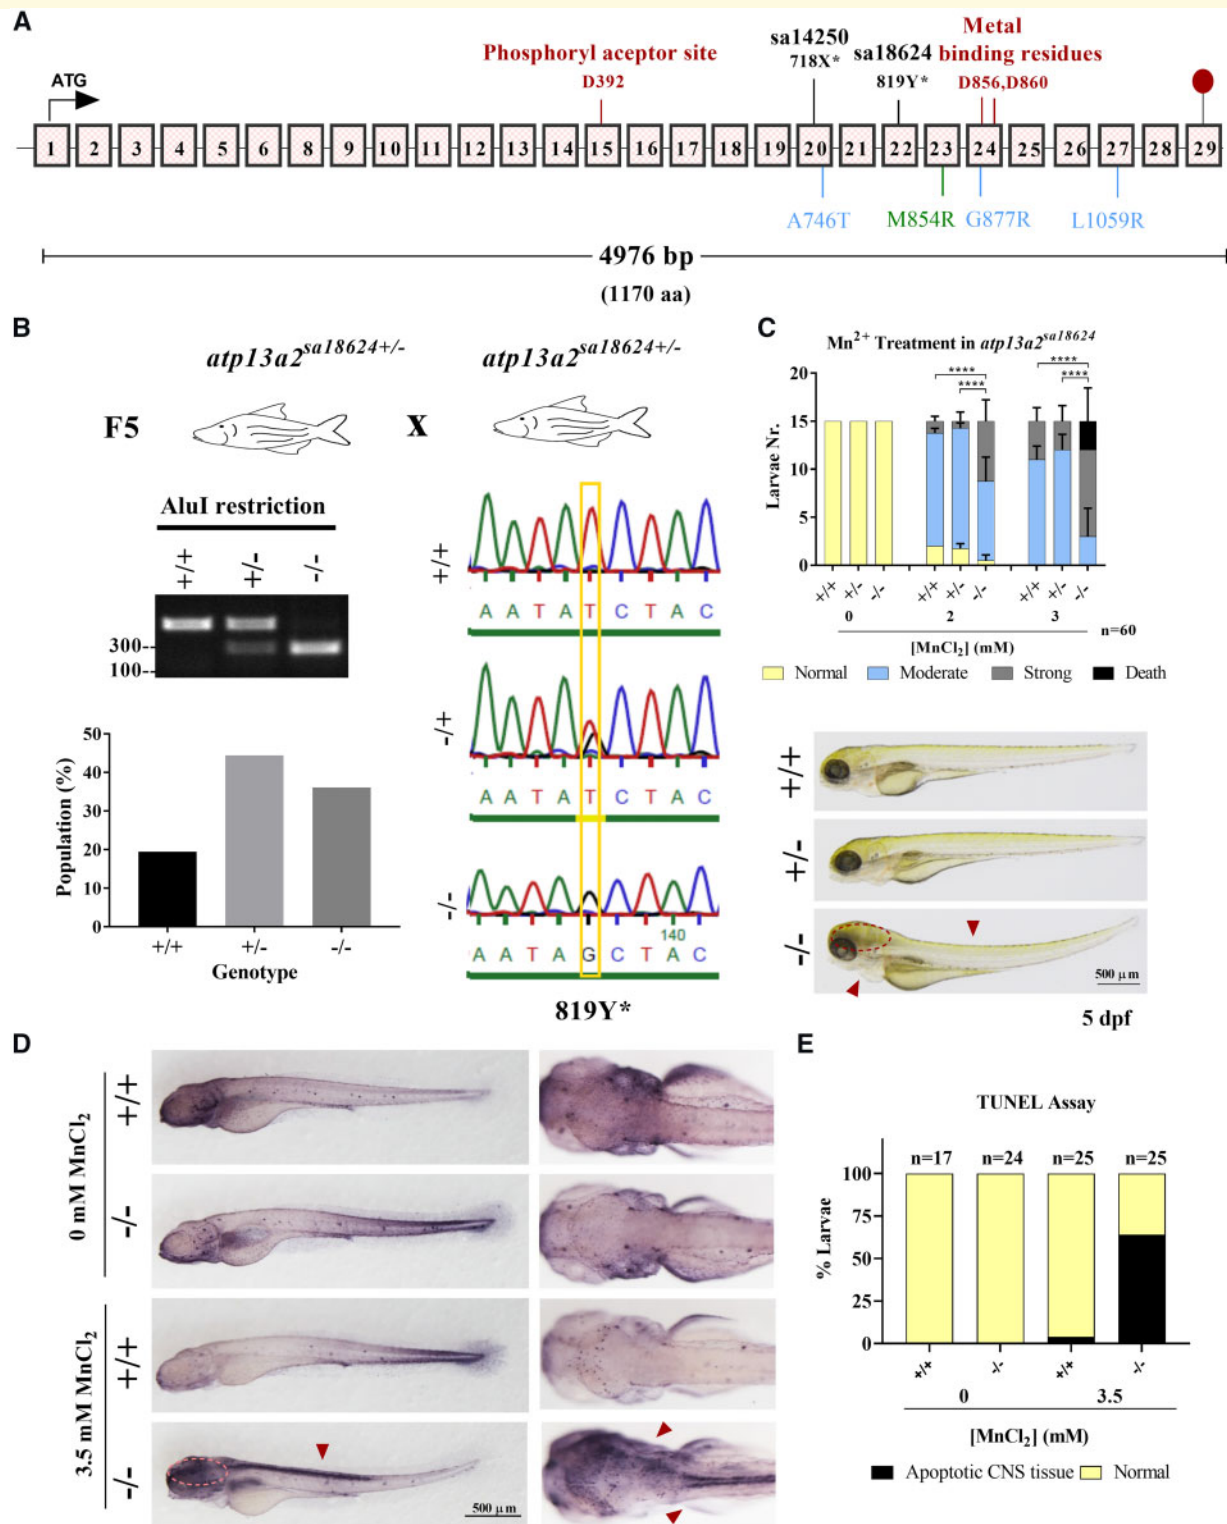 A
ATG
Phosphoryl aceptor site
D392
sa14250
718X*
sa18624
819Y*
Metal
binding residues
D856,D860
1 2 3 4 5 6 8 9 10 11 12 13 14 15 16 17 18 19 20 21 22 23 24 25 26 27 28 29
A746T M854R G877R L1059R
4976 bp
(1170 aa)
B
atp13a2sa18624+/- atp13a2sa18624+/-
F5 X
AluI restriction
+/+ +/- -/-
300--
100--
50
40
30
20
10
0
Population (%)
+/+ +/- -/-
Genotype
+/+
A A T A T C T A C
-/+
A A T A T C T A C
-/-
140
A A T A G C T A C
819Y*
C
Mn2+ Treatment in atp13a2sa18624
**** ****
**** ****
20
15
10
5
0
Larvae Nr.
+/+ +/- -/- +/+ +/- -/- +/+ +/- -/-
0 2 3
n=60
[MnCl2] (mM)
Normal Moderate Strong Death
+/+
+/-
-/-
500 μm
5 dpf
D
0 mM MnCl2
+/+
-/-
3.5 mM MnCl2
+/+
-/-
500 μm
E
TUNEL Assay
n=17 n=24 n=25 n=25
100
75
50
25
0
% Larvae
+/+ -/- +/+ -/-
0 3.5
[MnCl2] (mM)
Apoptotic CNS tissue Normal